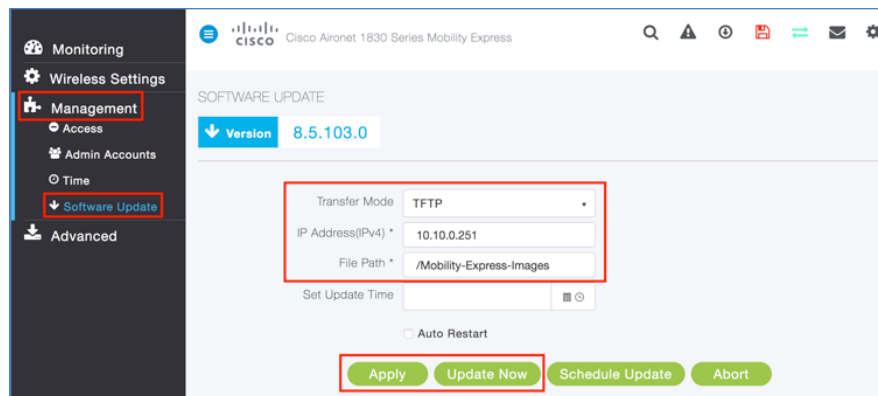 Monitoring
Wireless Settings
Management
Access
Admin Accounts
Time
Software Update
Advanced
CISCO Cisco Aironet 1830 Series Mobility Express
SOFTWARE UPDATE
Version 8.5.103.0
Transfer Mode TFTP
IP Address(IPv4) * 10.10.0.251
File Path * /Mobility-Express-Images
Set Update Time
Auto Restart
Apply Update Now Schedule Update Abort